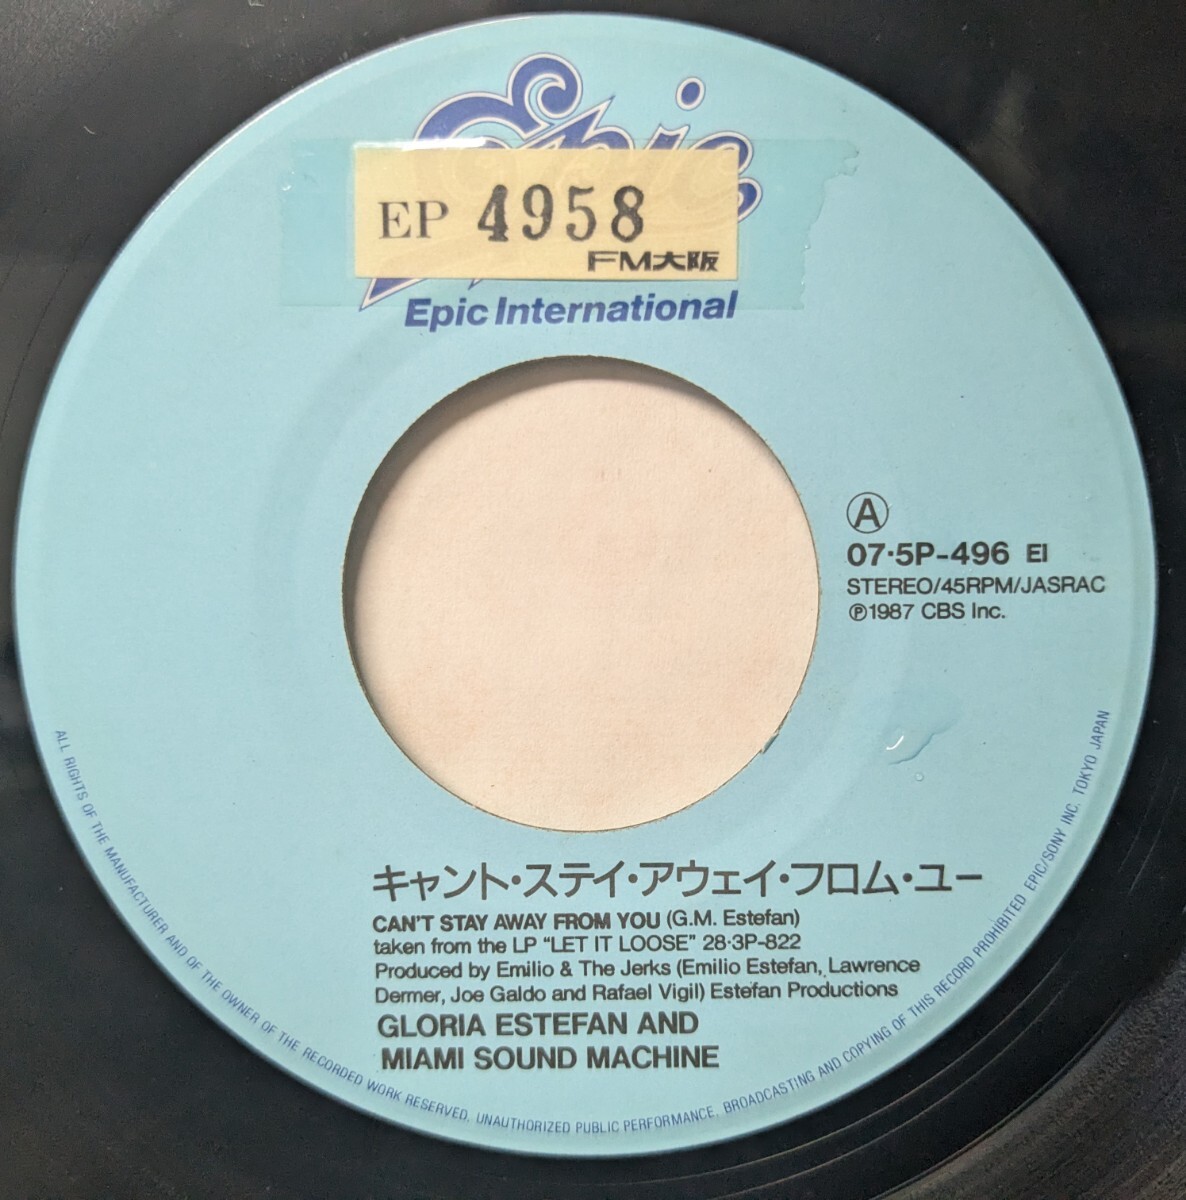 Epic
EP 4958
FM大阪
Epic International
Ⓐ
07·5P-496 EI
STEREO/45RPM/JASRAC
℗1987 CBS Inc.
キャント・ステイ・アウェイ・フロム・ユー
CAN'T STAY AWAY FROM YOU (G.M. Estefan)
taken from the LP "LET IT LOOSE" 28·3P-822
Produced by Emilio & The Jerks (Emilio Estefan, Lawrence
Dermer, Joe Galdo and Rafael Vigil) Estefan Productions
GLORIA ESTEFAN AND
MIAMI SOUND MACHINE
ALL RIGHTS OF THE MANUFACTURER AND OF THE OWNER OF THE RECORDED WORK RESERVED. UNAUTHORIZED PUBLIC PERFORMANCE, BROADCASTING AND COPYING OF THIS RECORD PROHIBITED EPIC/SONY INC. TOKYO JAPAN